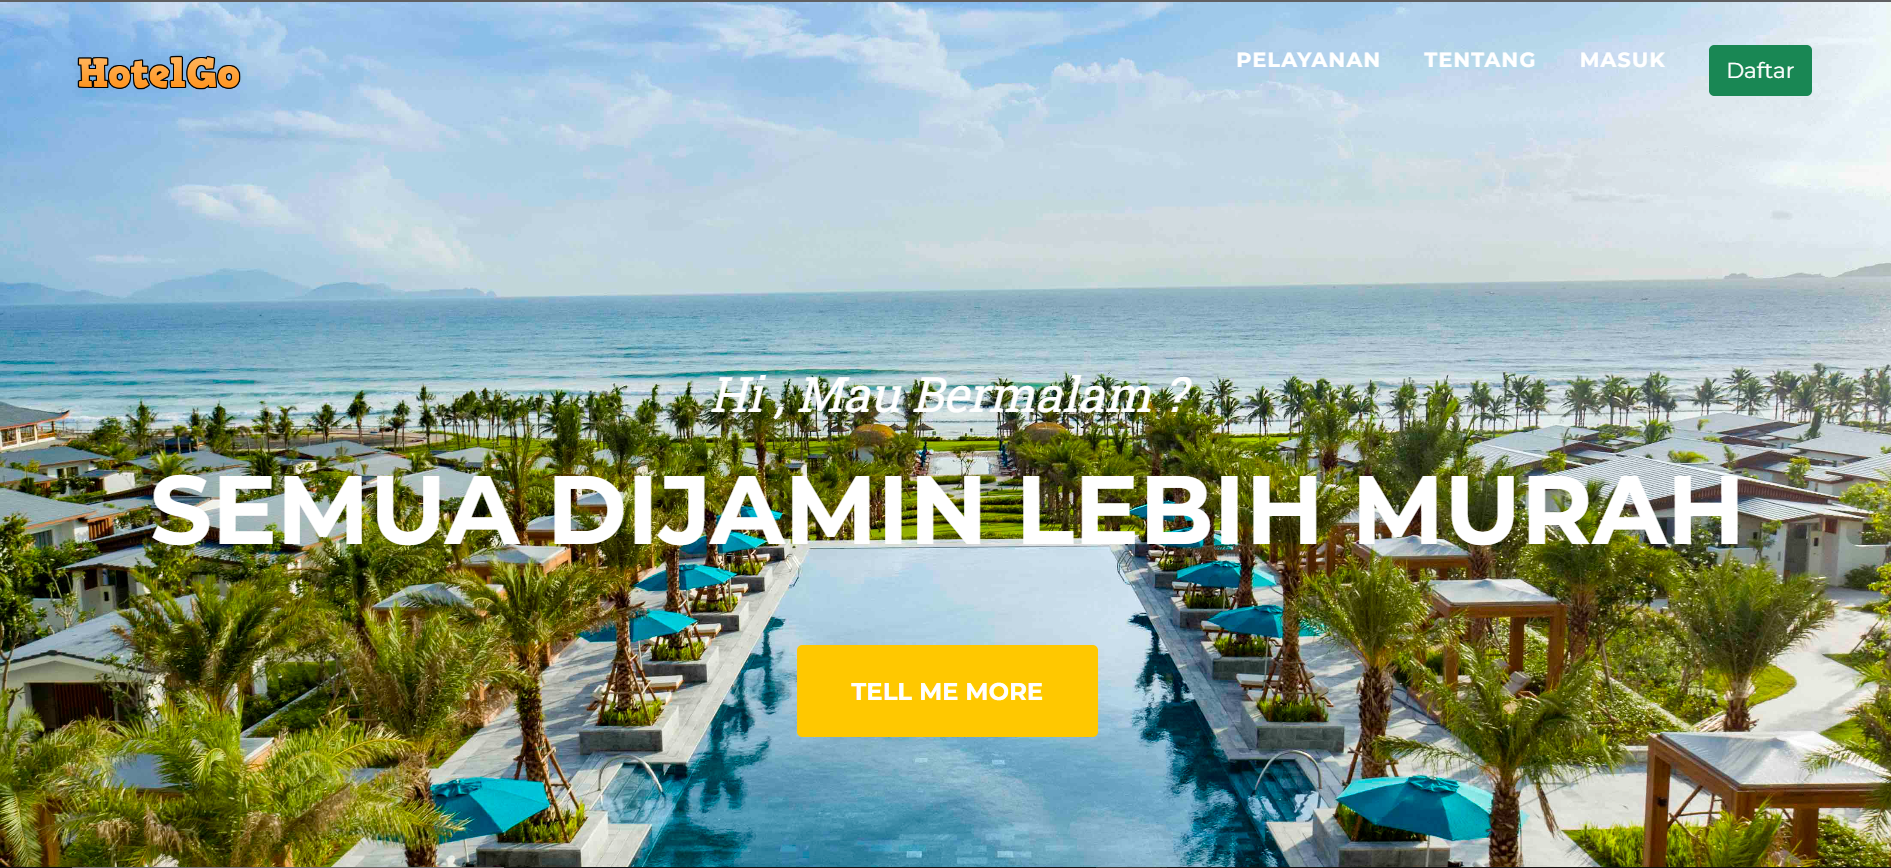 HotelGo
PELAYANAN TENTANG MASUK Daftar
Hi , Mau Bermalam ?
SEMUA DIJAMIN LEBIH MURAH
TELL ME MORE